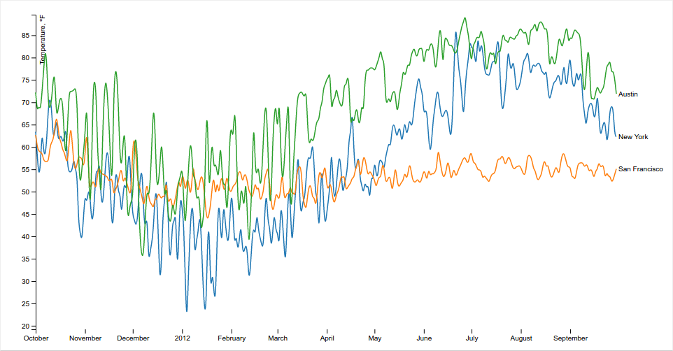 Temperature, °F
85
80
75
70
65
60
55
50
45
40
35
30
25
20
Austin
New York
San Francisco
October November December 2012 February March April May June July August September